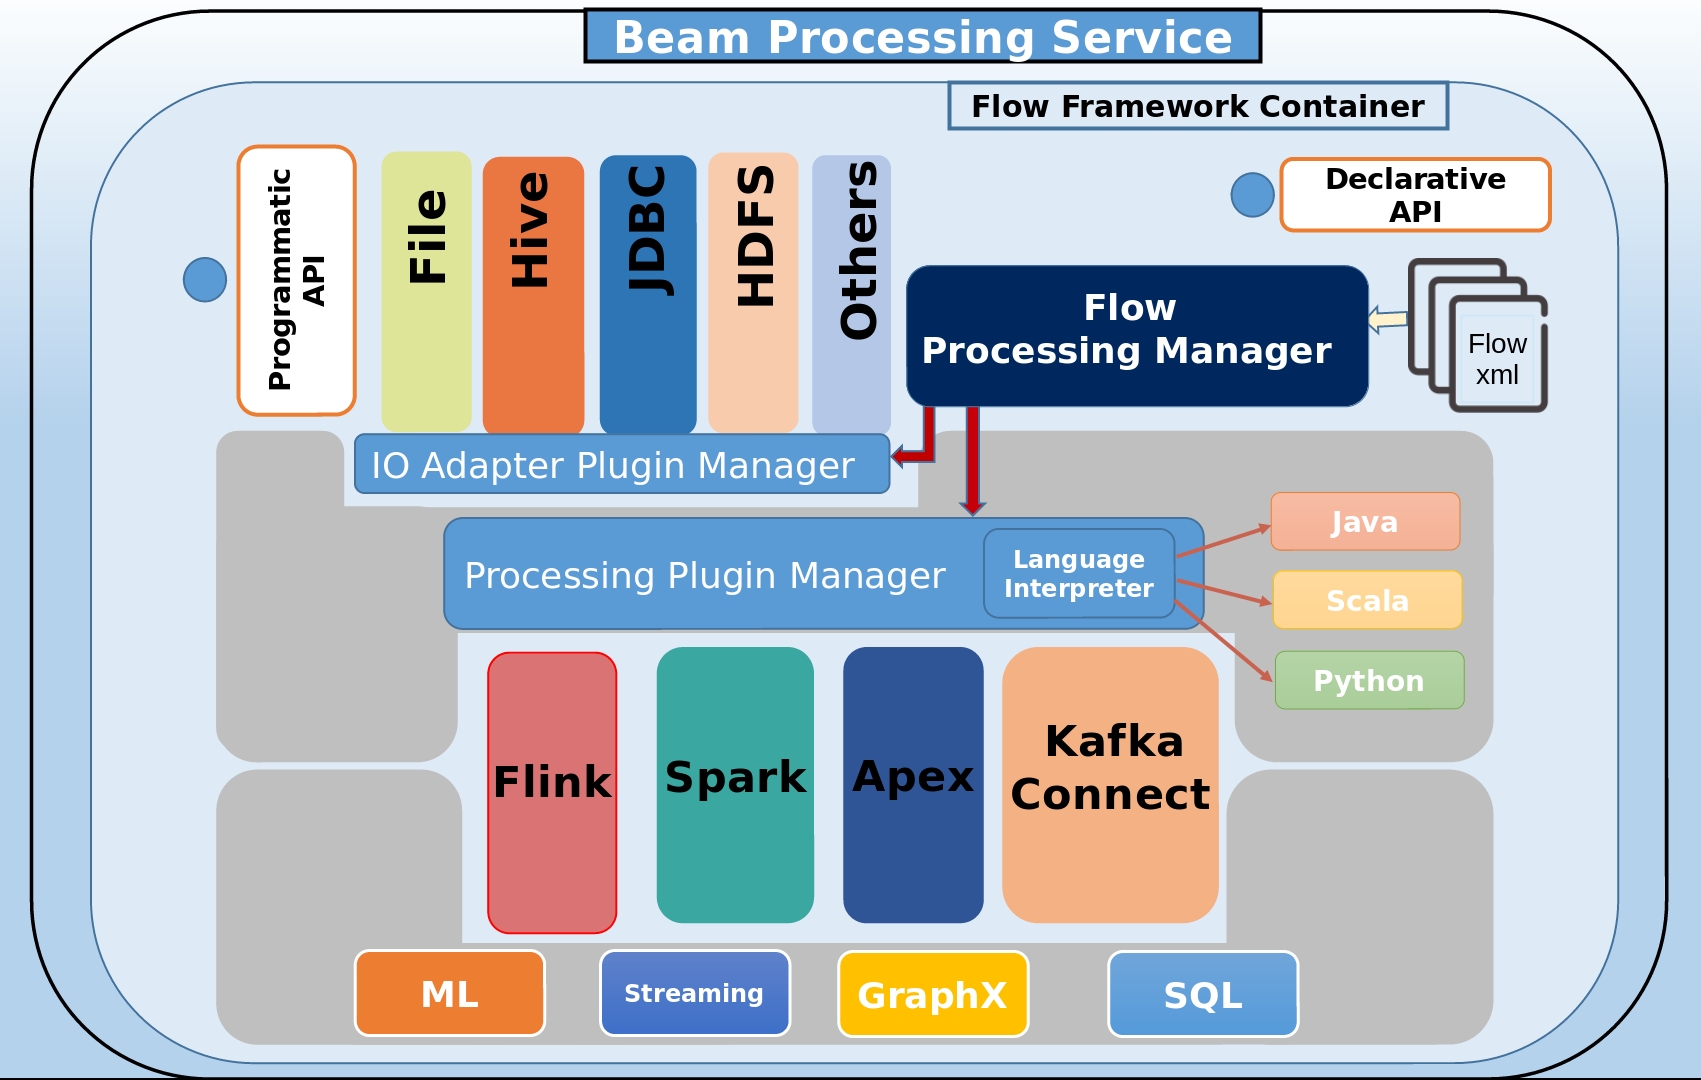 Beam Processing Service
Flow Framework Container
Programmatic
API
File
Hive
JDBC
HDFS
Others
Declarative
API
Flow
Processing Manager
Flow
xml
IO Adapter Plugin Manager
Processing Plugin Manager
Language
Interpreter
Java
Scala
Python
Flink
Spark
Apex
Kafka
Connect
ML
Streaming
GraphX
SQL